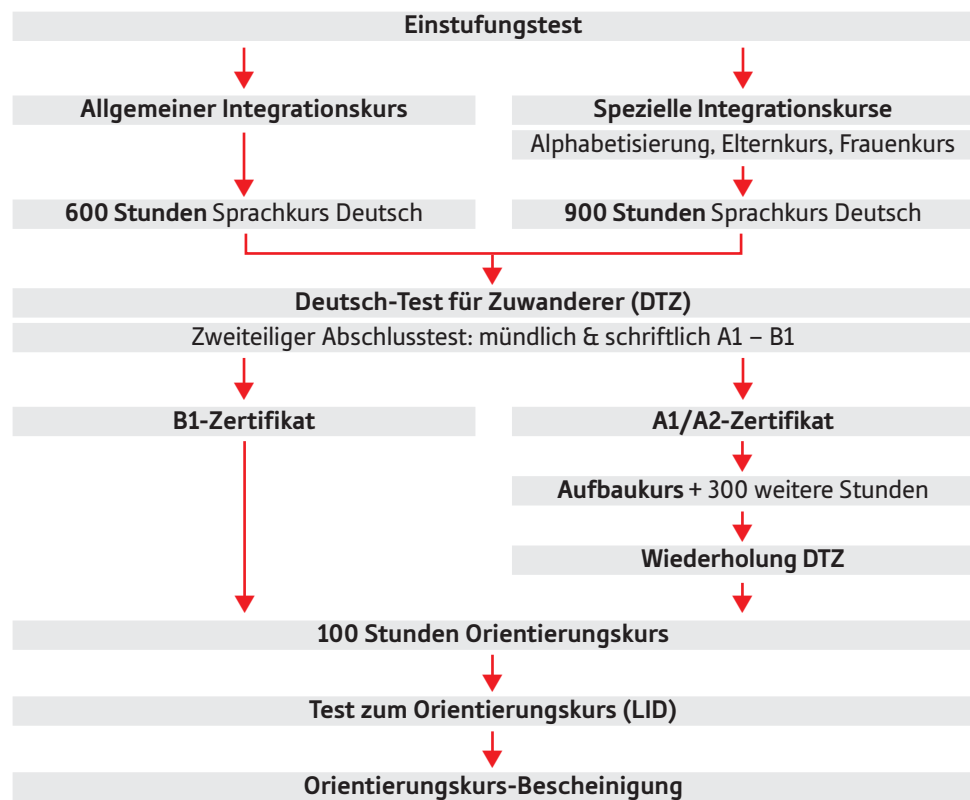 Einstufungstest
Allgemeiner Integrationskurs
Spezielle Integrationskurse
Alphabetisierung, Elternkurs, Frauenkurs
600 Stunden Sprachkurs Deutsch
900 Stunden Sprachkurs Deutsch
Deutsch-Test für Zuwanderer (DTZ)
Zweiteiliger Abschlusstest: mündlich & schriftlich A1 – B1
B1-Zertifikat
A1/A2-Zertifikat
Aufbaukurs + 300 weitere Stunden
Wiederholung DTZ
100 Stunden Orientierungskurs
Test zum Orientierungskurs (LID)
Orientierungskurs-Bescheinigung